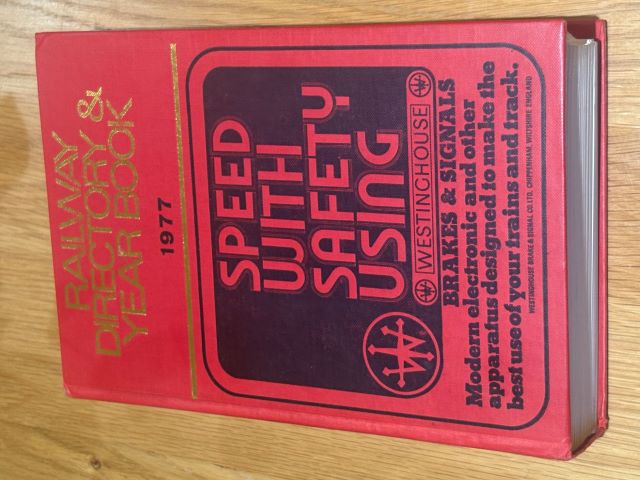 RAILWAY
DIRECTORY &
YEAR BOOK
1977
SPEED
WITH
SAFETY
USING
WESTINGHOUSE
BRAKES & SIGNALS
Modern electronic and other
apparatus designed to make the
best use of your trains and track.
WESTINGHOUSE BRAKE & SIGNAL CO. LTD. CHIPPENHAM, WILTSHIRE, ENGLAND